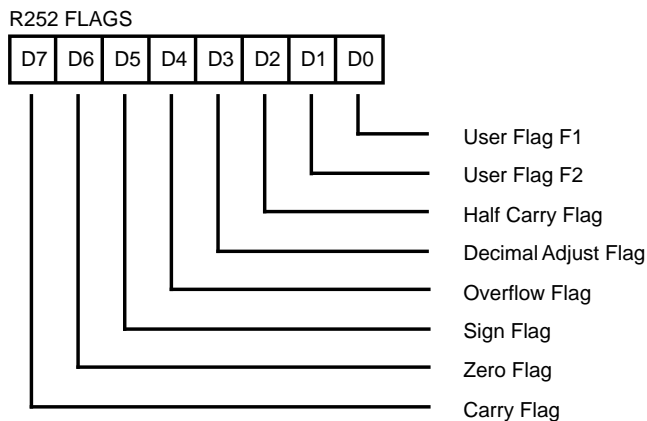 R252 FLAGS
D7 D6 D5 D4 D3 D2 D1 D0
User Flag F1
User Flag F2
Half Carry Flag
Decimal Adjust Flag
Overflow Flag
Sign Flag
Zero Flag
Carry Flag